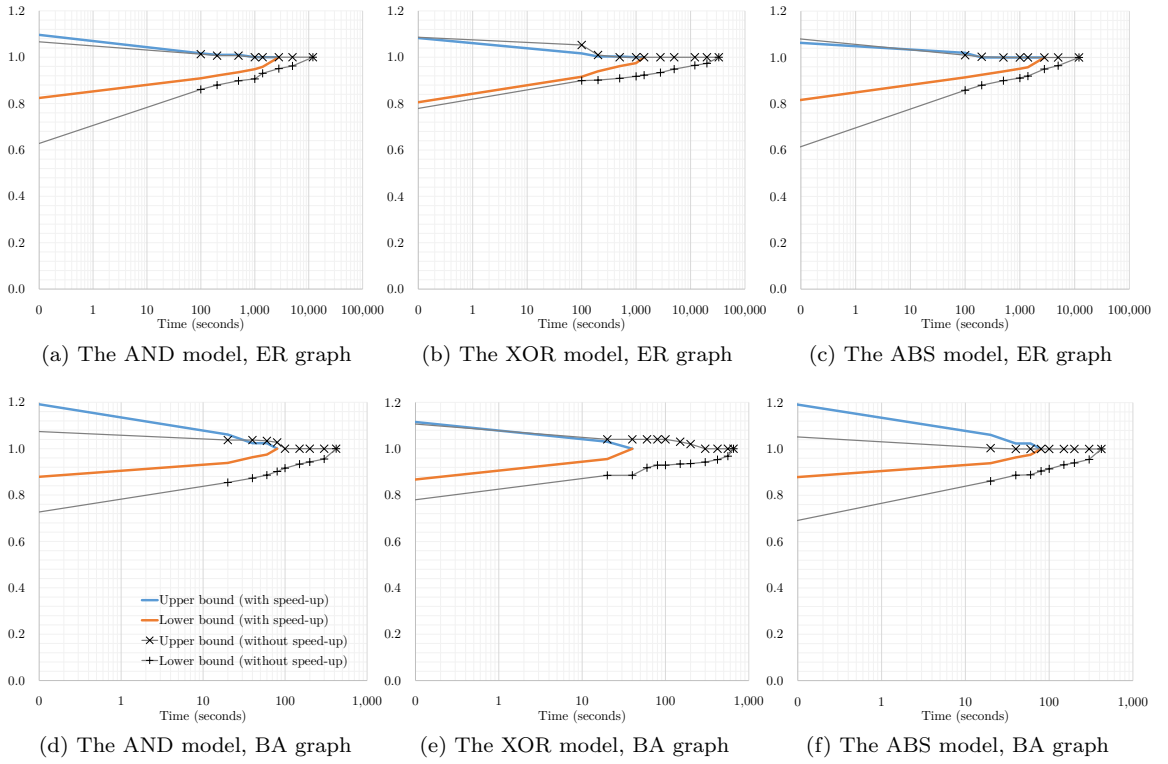 1.2
1.0
0.8
0.6
0.4
0.2
0.0
0 1 10 100 1,000 10,000 100,000
Time (seconds)
(a) The AND model, ER graph
1.2
1.0
0.8
0.6
0.4
0.2
0.0
0 1 10 100 1,000 10,000 100,000
Time (seconds)
(b) The XOR model, ER graph
1.2
1.0
0.8
0.6
0.4
0.2
0.0
0 1 10 100 1,000 10,000 100,000
Time (seconds)
(c) The ABS model, ER graph
1.2
1.0
0.8
0.6
0.4
0.2
0.0
Upper bound (with speed-up)
Lower bound (with speed-up)
Upper bound (without speed-up)
Lower bound (without speed-up)
0 1 10 100 1,000
Time (seconds)
(d) The AND model, BA graph
1.2
1.0
0.8
0.6
0.4
0.2
0.0
0 1 10 100 1,000
Time (seconds)
(e) The XOR model, BA graph
1.2
1.0
0.8
0.6
0.4
0.2
0.0
0 1 10 100 1,000
Time (seconds)
(f) The ABS model, BA graph